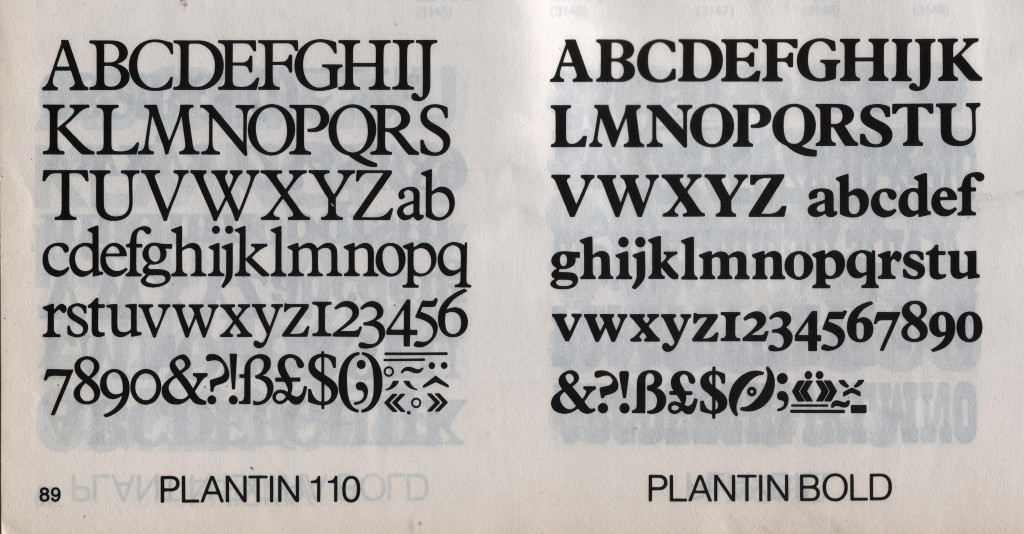 ABCDEFGHIJ
KLMNOPQRS
TUVWXYZab
cdefghijklmnopq
rstuvwxyz123456
7890&?!ß£$(;)
89 PLANTIN 110
ABCDEFGHIJK
LMNOPQRSTU
VWXYZ abcdef
ghijklmnopqrstu
vwxyz1234567890
&?!ß£$();«»
PLANTIN BOLD